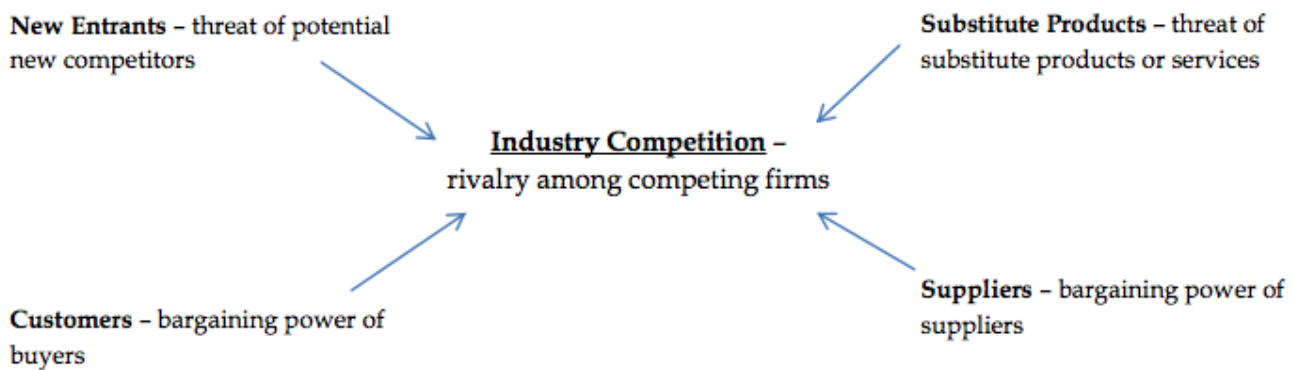 New Entrants – threat of potential
new competitors
Substitute Products – threat of
substitute products or services
Industry Competition –
rivalry among competing firms
Customers – bargaining power of
buyers
Suppliers – bargaining power of
suppliers